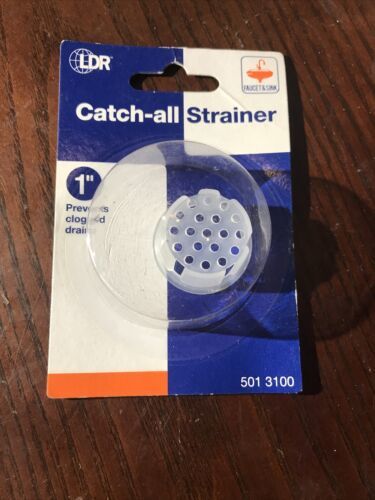 LDR
FAUCET & SINK
Catch-all Strainer
1"
Prevents
clogged
drains
501 3100